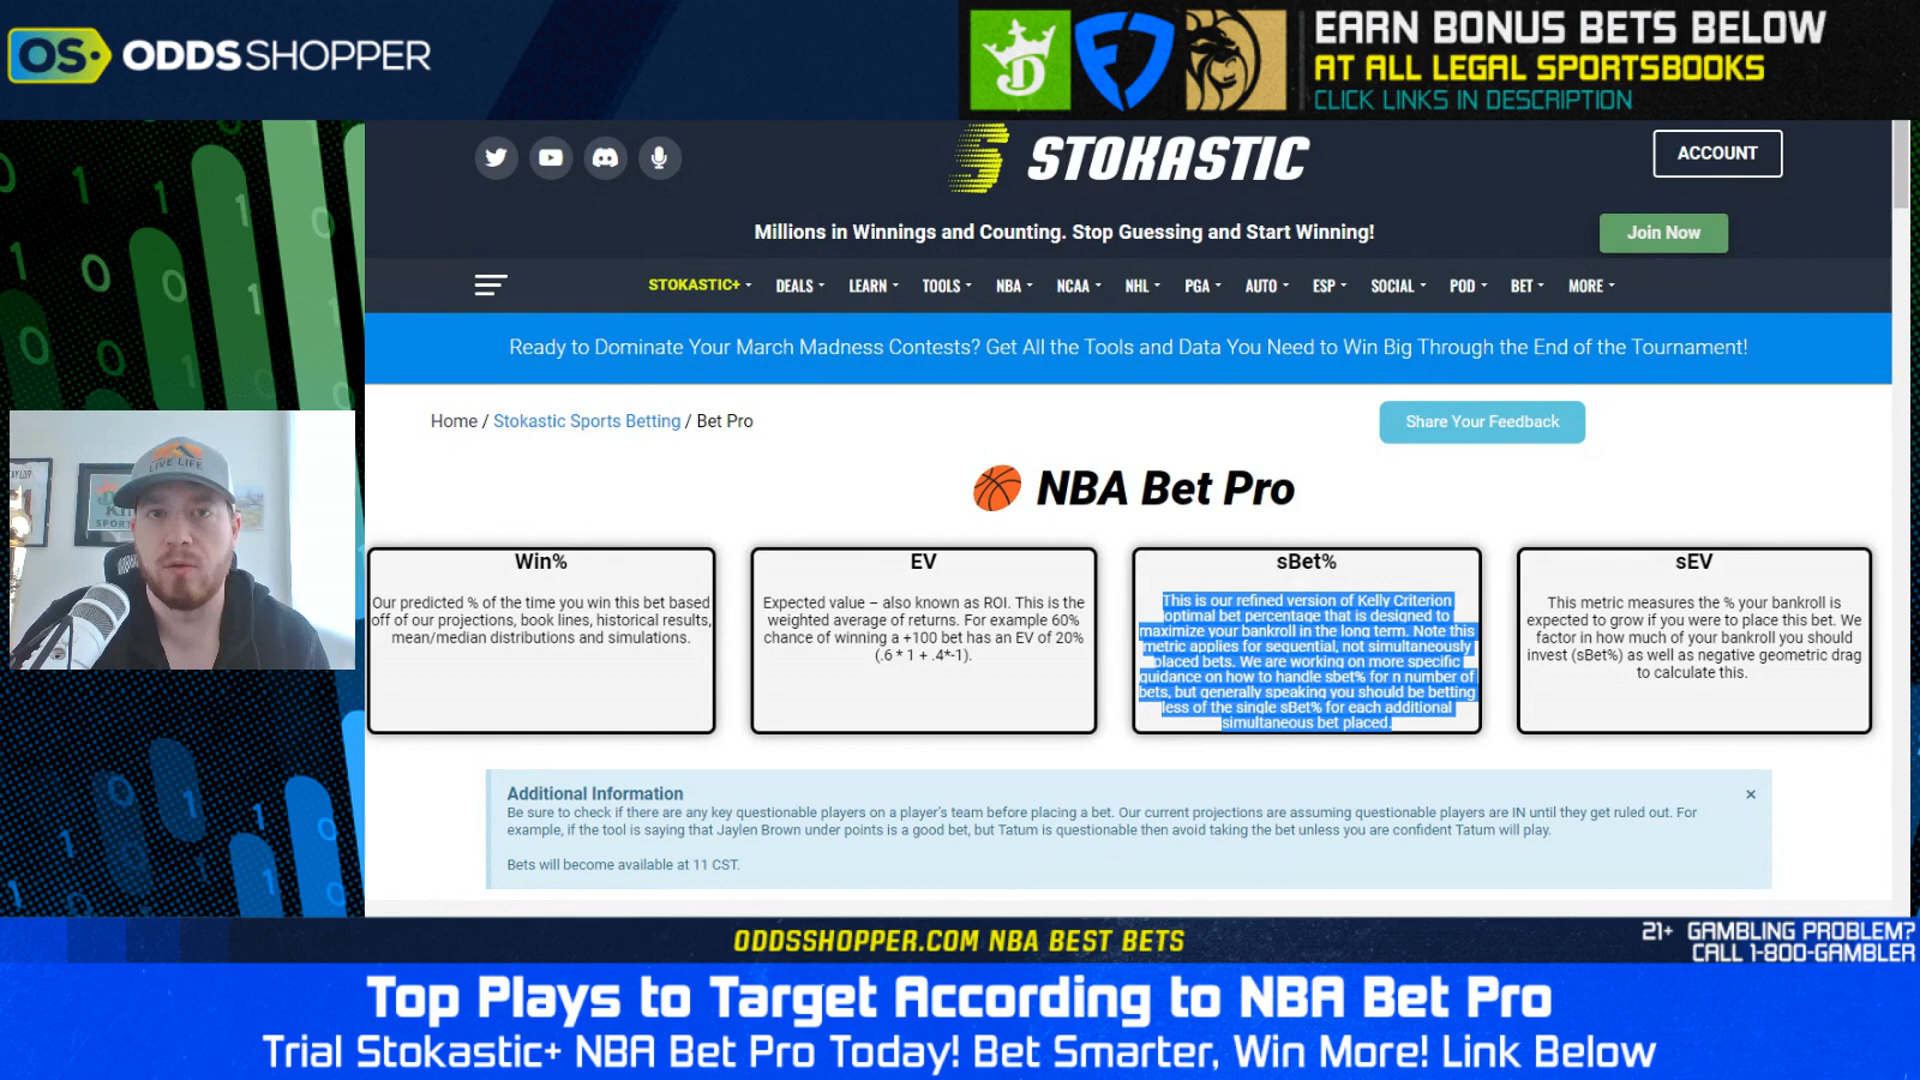 OS.
ODDSSHOPPER
EARN BONUS BETS BELOW
AT ALL LEGAL SPORTSBOOKS
CLICK LINKS IN DESCRIPTION
STOKASTIC
ACCOUNT
Millions in Winnings and Counting. Stop Guessing and Start Winning!
Join Now
STOKASTIC+ DEALS LEARN TOOLS NBA NCAA NHL PGA AUTO ESP SOCIAL POD BET MORE
Ready to Dominate Your March Madness Contests? Get All the Tools and Data You Need to Win Big Through the End of the Tournament!
Home / Stokastic Sports Betting / Bet Pro
Share Your Feedback
NBA Bet Pro
Win%
Our predicted % of the time you win this bet based
off of our projections, book lines, historical results,
mean/median distributions and simulations.
EV
Expected value – also known as ROI. This is the
weighted average of returns. For example 60%
chance of winning a +100 bet has an EV of 20%
(.6 * 1 + .4*-1).
sBet%
This is our refined version of Kelly Criterion
optimal bet percentage that is designed to
maximize your bankroll in the long term. Note this
metric applies for sequential, not simultaneously
placed bets. We are working on more specific
guidance on how to handle sbet% for n number of
bets, but generally speaking you should be betting
less of the single sBet% for each additional
simultaneous bet placed.
sEV
This metric measures the % your bankroll is
expected to grow if you were to place this bet. We
factor in how much of your bankroll you should
invest (sBet%) as well as negative geometric drag
to calculate this.
Additional Information
×
Be sure to check if there are any key questionable players on a player's team before placing a bet. Our current projections are assuming questionable players are IN until they get ruled out. For
example, if the tool is saying that Jaylen Brown under points is a good bet, but Tatum is questionable then avoid taking the bet unless you are confident Tatum will play.
Bets will become available at 11 CST.
LIVE LIFE
ODDSSHOPPER.COM NBA BEST BETS
21+ GAMBLING PROBLEM?
CALL 1-800-GAMBLER
Top Plays to Target According to NBA Bet Pro
Trial Stokastic+ NBA Bet Pro Today! Bet Smarter, Win More! Link Below